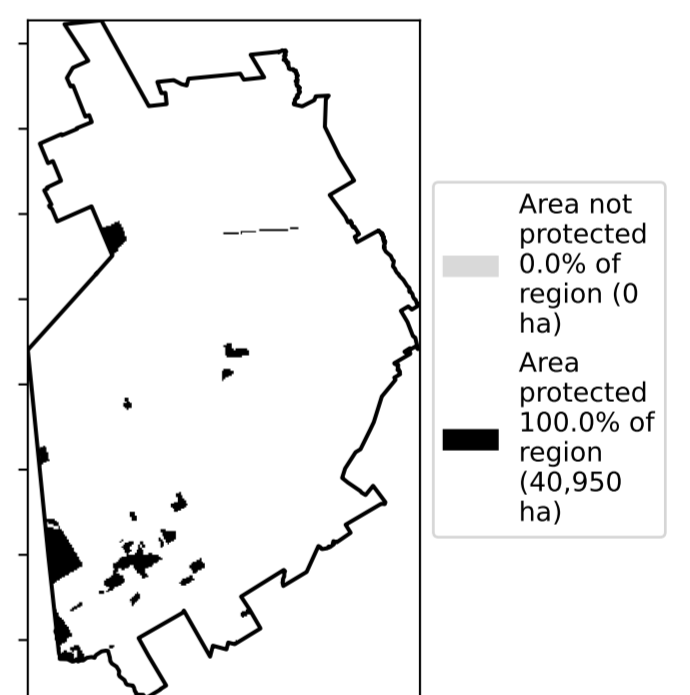 Area not
protected
0.0% of
region (0
ha)
Area
protected
100.0% of
region
(40,950
ha)